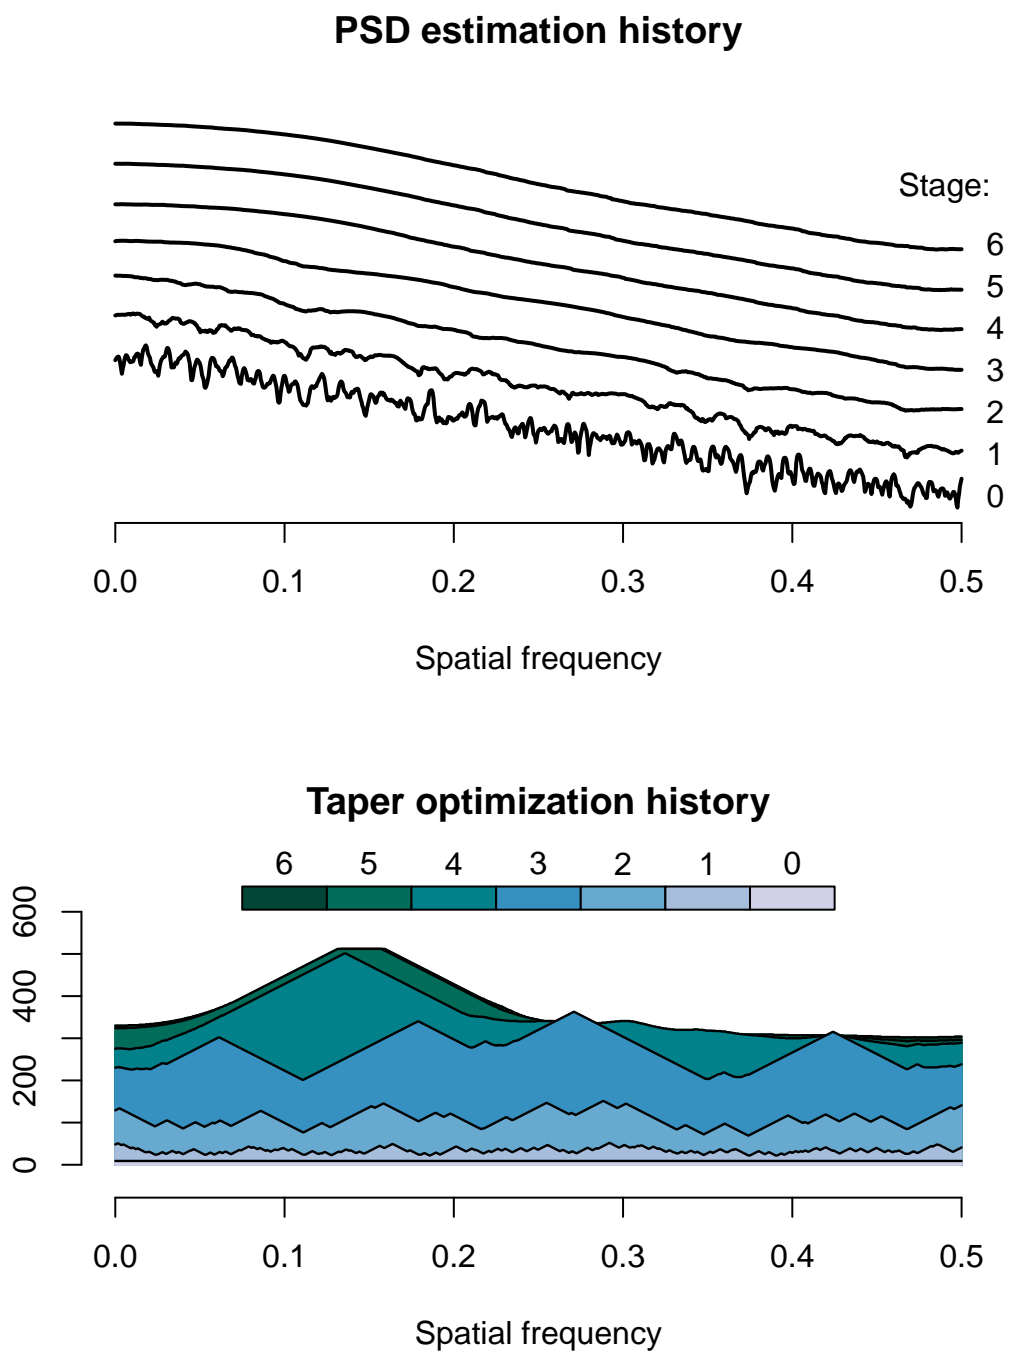 PSD estimation history
Stage:
6
5
4
3
2
1
0
0.0 0.1 0.2 0.3 0.4 0.5
Spatial frequency
Taper optimization history
6 5 4 3 2 1 0
600
400
200
0
0.0 0.1 0.2 0.3 0.4 0.5
Spatial frequency